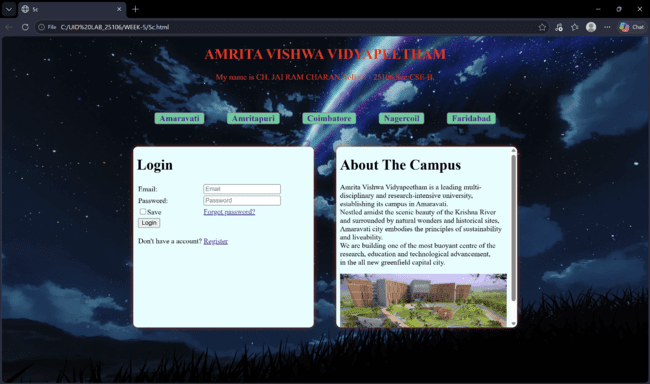 5c
File
C:/UID%20LAB_25106/WEEK-5/5c.html
Chat
AMRITA VISHWA VIDYAPEETHAM
My name is CH. JAI RAM CHARAN, 25106 CSE-B.
Amaravati Amritapuri Coimbatore Nagercoil Faridabad
Login
Email: Email
Password: Password
Save Forgot password?
Login
Don't have a account? Register
About The Campus
Amrita Vishwa Vidyapeetham is a leading multi-
disciplinary and research-intensive university,
establishing its campus in Amaravati.
Nestled amidst the scenic beauty of the Krishna River
and surrounded by natural wonders and historical sites,
Amaravati city embodies the principles of sustainability
and liveability.
We are building one of the most buoyant centre of the
research, education and technological advancement,
in the all new greenfield capital city.